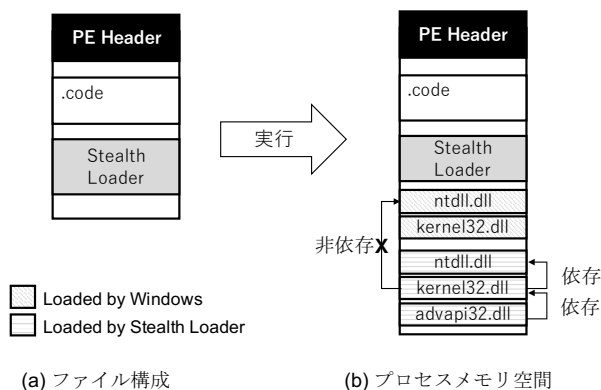 PE Header
.code
Stealth
Loader
実行
PE Header
.code
Stealth
Loader
ntdll.dll
kernel32.dll
非依存X
ntdll.dll
kernel32.dll
advapi32.dll
依存
依存
Loaded by Windows
Loaded by Stealth Loader
(a) ファイル構成
(b) プロセスメモリ空間